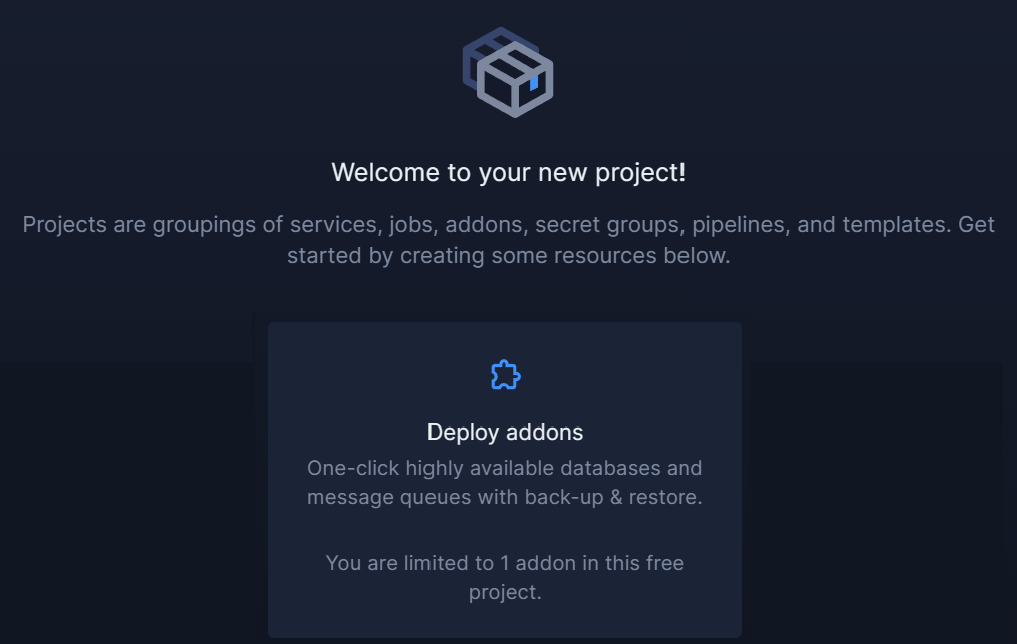 Welcome to your new project!
Projects are groupings of services, jobs, addons, secret groups, pipelines, and templates. Get
started by creating some resources below.
Deploy addons
One-click highly available databases and
message queues with back-up & restore.
You are limited to 1 addon in this free
project.